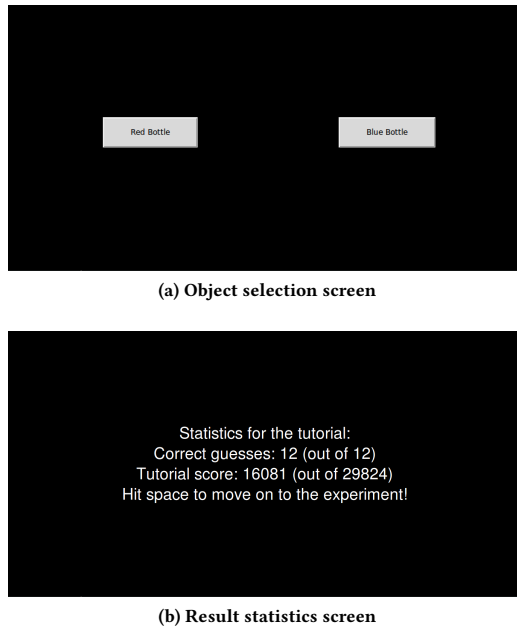 Red Bottle
Blue Bottle
(a) Object selection screen
Statistics for the tutorial:
Correct guesses: 12 (out of 12)
Tutorial score: 16081 (out of 29824)
Hit space to move on to the experiment!
(b) Result statistics screen